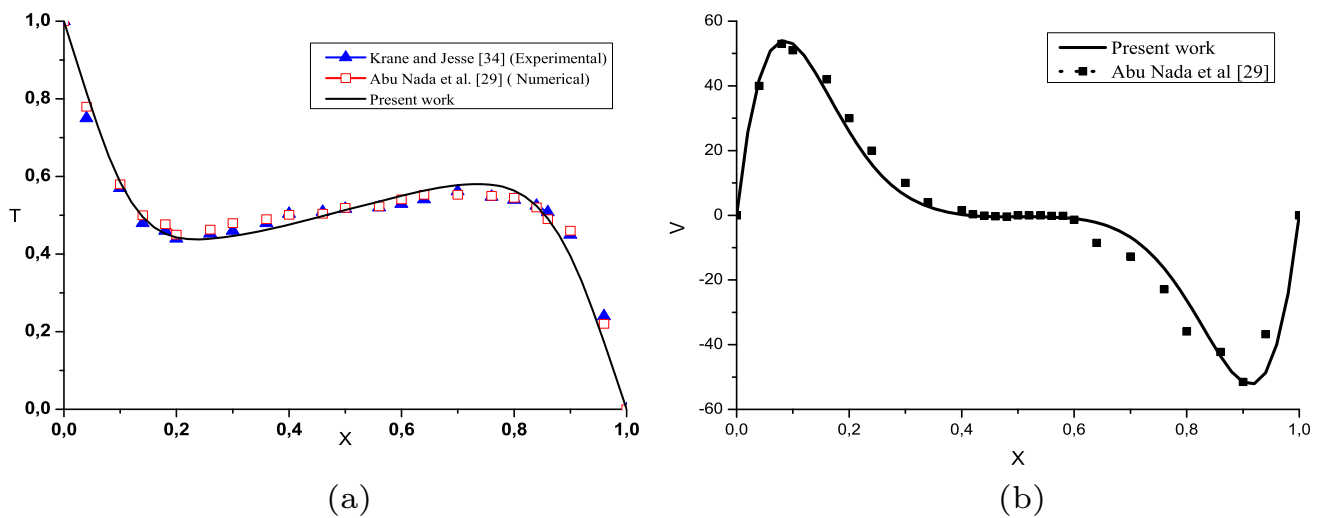 1,0
0,8
0,6
0,4
0,2
0,0
T
0,0 0,2 0,4 0,6 0,8 1,0
X
Krane and Jesse [34] (Experimental)
Abu Nada et al. [29] ( Numerical)
Present work
(a)
60
40
20
0
-20
-40
-60
V
0,0 0,2 0,4 0,6 0,8 1,0
X
Present work
Abu Nada et al [29]
(b)